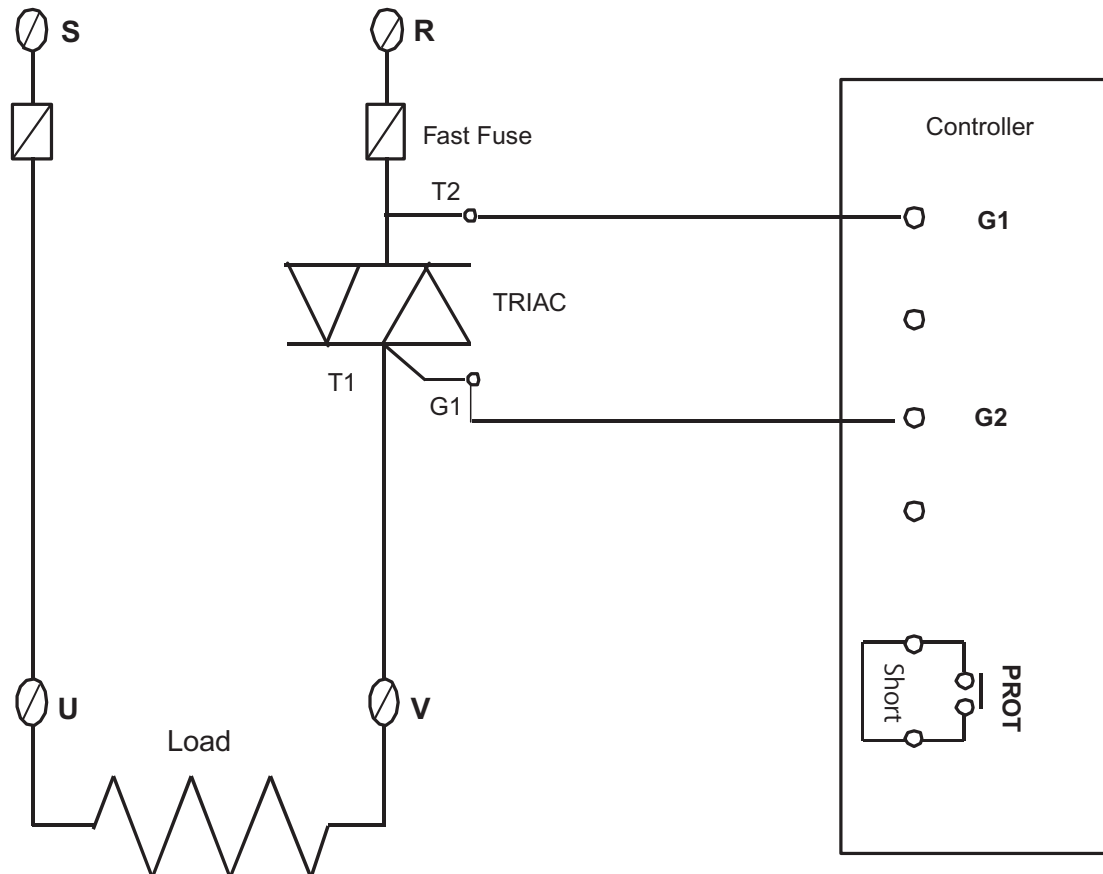 S
R
Controller
Fast Fuse
T2
G1
TRIAC
T1
G1
G2
Short
PROT
U
V
Load